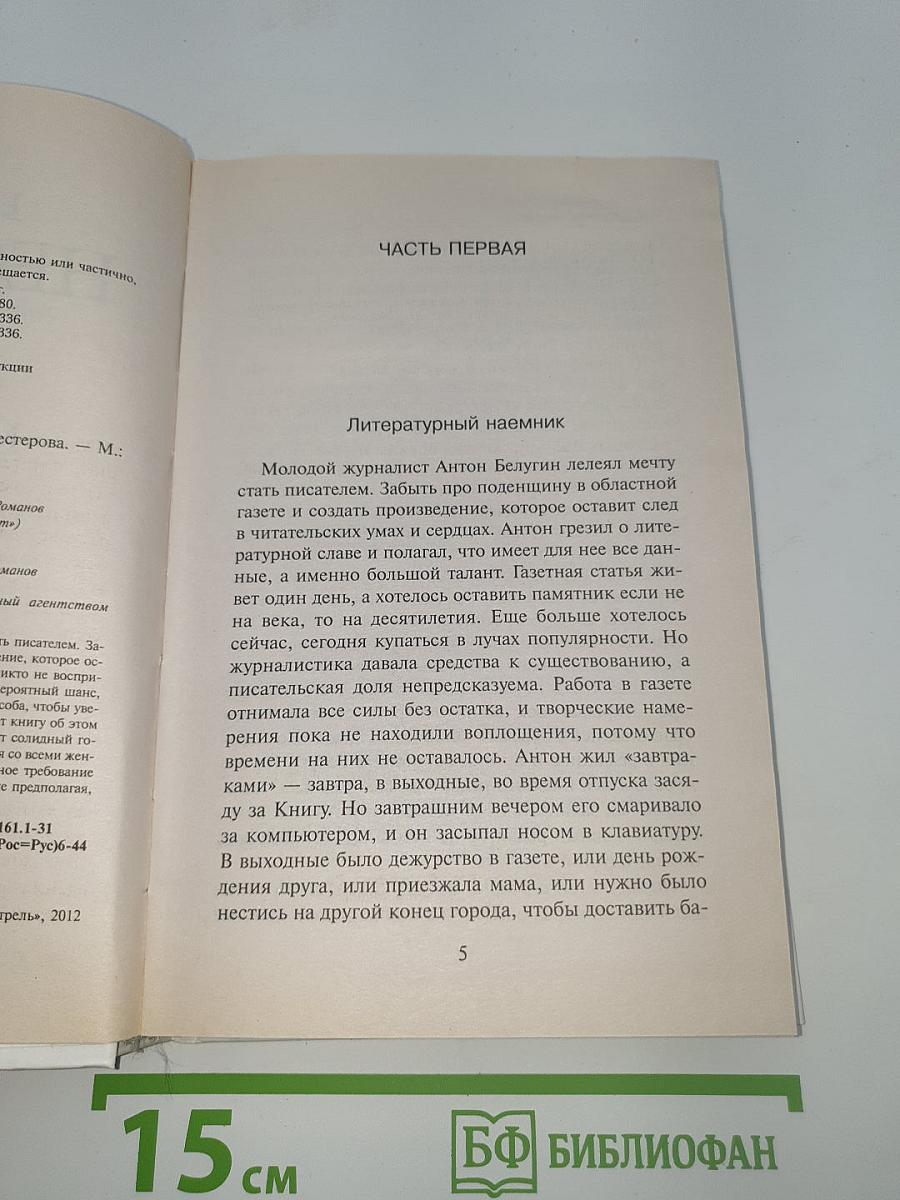 ностью или частично,
ещается.
г.
80.
336.
336.
кции
естерова. — М.:
Романов
т»)
манов
ный агентством
ть писателем. За-
ение, которое ос-
никто не воспри-
ероятный шанс,
соба, чтобы уве-
т книгу об этом
т солидный го-
я со всеми жен-
ное требование
е предполагая,
161.1-31
Рос=Рус)6-44
трель», 2012
ЧАСТЬ ПЕРВАЯ
Литературный наемник
Молодой журналист Антон Белугин лелеял мечту
стать писателем. Забыть про поденщину в областной
газете и создать произведение, которое оставит след
в читательских умах и сердцах. Антон грезил о лите-
ратурной славе и полагал, что имеет для нее все дан-
ные, а именно большой талант. Газетная статья жи-
вет один день, а хотелось оставить памятник если не
на века, то на десятилетия. Еще больше хотелось
сейчас, сегодня купаться в лучах популярности. Но
журналистика давала средства к существованию, а
писательская доля непредсказуема. Работа в газете
отнимала все силы без остатка, и творческие наме-
рения пока не находили воплощения, потому что
времени на них не оставалось. Антон жил «завтра-
ками» — завтра, в выходные, во время отпуска зася-
ду за Книгу. Но завтрашним вечером его смаривало
за компьютером, и он засыпал носом в клавиатуру.
В выходные было дежурство в газете, или день рож-
дения друга, или приезжала мама, или нужно было
нестись на другой конец города, чтобы доставить ба-
5
15 см
БФ БИБЛИОФАН